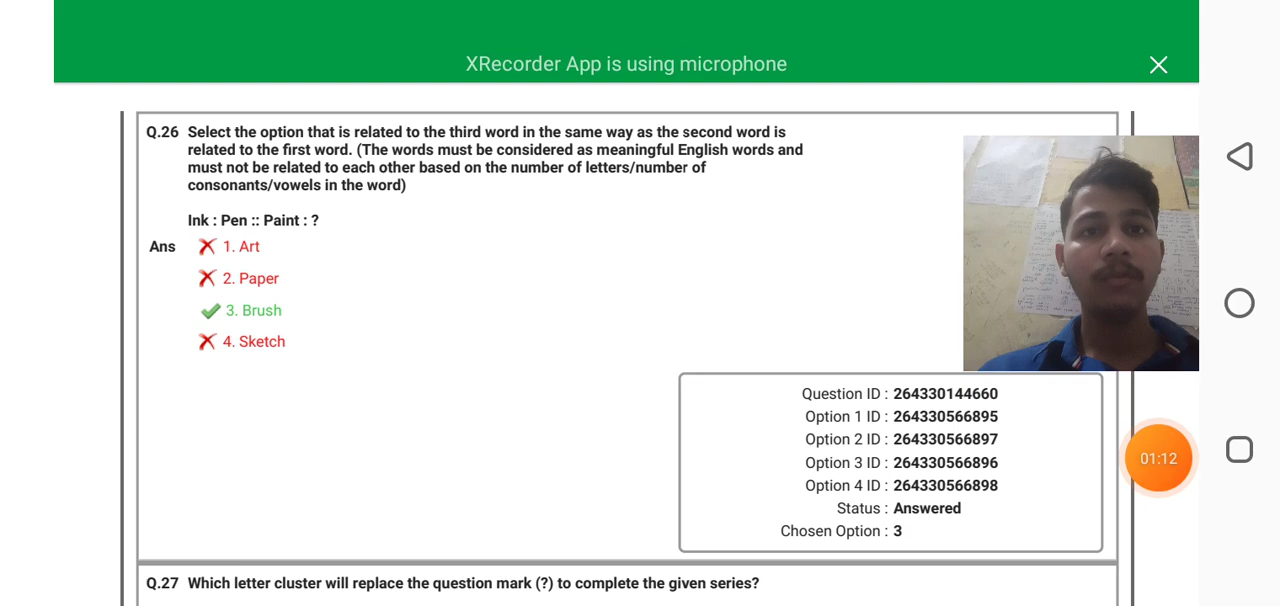 XRecorder App is using microphone
Q.26 Select the option that is related to the third word in the same way as the second word is
related to the first word. (The words must be considered as meaningful English words and
must not be related to each other based on the number of letters/number of
consonants/vowels in the word)
Ink : Pen :: Paint : ?
Ans 1. Art
2. Paper
3. Brush
4. Sketch
Question ID : 264330144660
Option 1 ID : 264330566895
Option 2 ID : 264330566897
Option 3 ID : 264330566896
Option 4 ID : 264330566898
Status : Answered
Chosen Option : 3
01:12
Q.27 Which letter cluster will replace the question mark (?) to complete the given series?